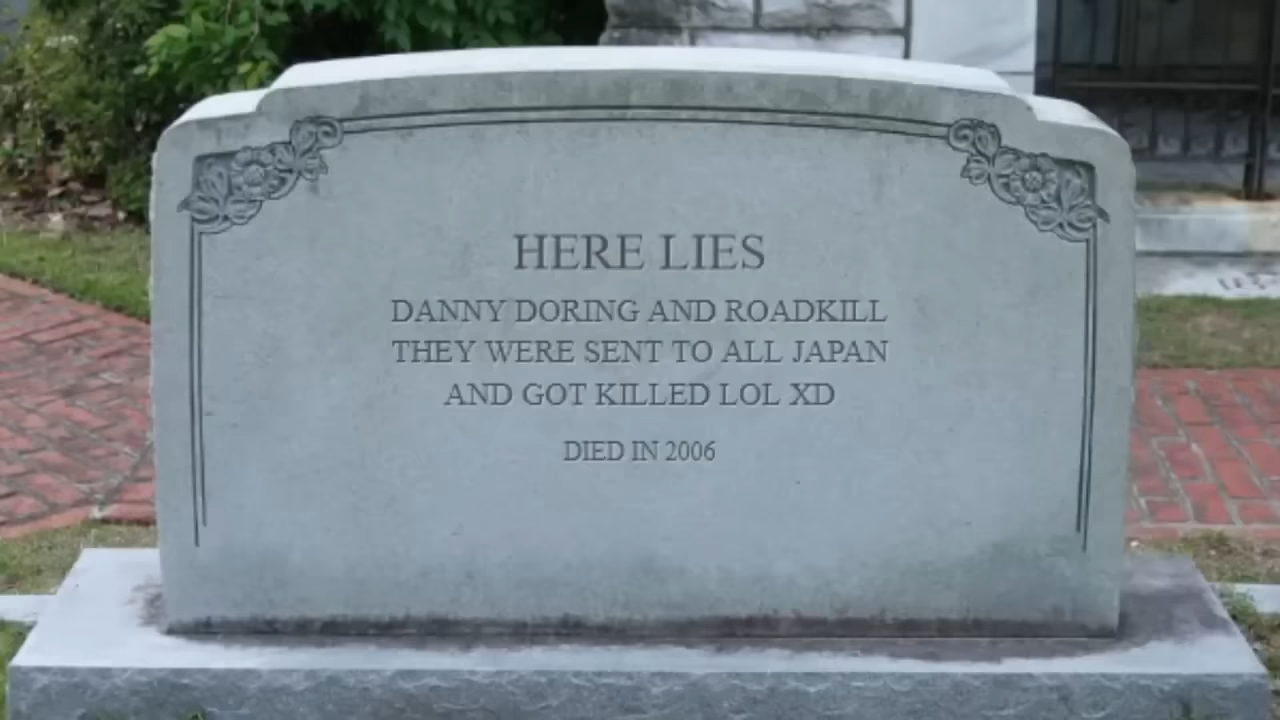 HERE LIES
DANNY DORING AND ROADKILL
THEY WERE SENT TO ALL JAPAN
AND GOT KILLED LOL XD
DIED IN 2006